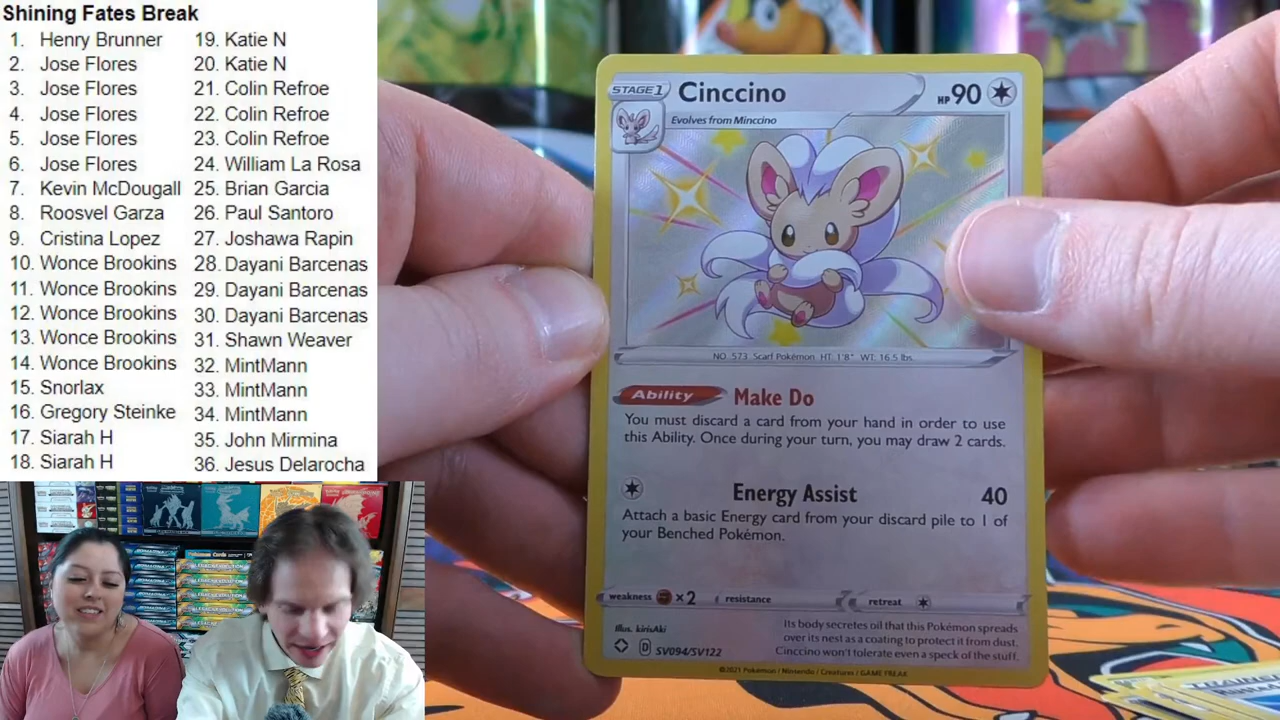 Shining Fates Break
1. Henry Brunner
2. Jose Flores
3. Jose Flores
4. Jose Flores
5. Jose Flores
6. Jose Flores
7. Kevin McDougall
8. Roosvel Garza
9. Cristina Lopez
10. Wonce Brookins
11. Wonce Brookins
12. Wonce Brookins
13. Wonce Brookins
14. Wonce Brookins
15. Snorlax
16. Gregory Steinke
17. Siarah H
18. Siarah H
19. Katie N
20. Katie N
21. Colin Refroe
22. Colin Refroe
23. Colin Refroe
24. William La Rosa
25. Brian Garcia
26. Paul Santoro
27. Joshawa Rapin
28. Dayani Barcenas
29. Dayani Barcenas
30. Dayani Barcenas
31. Shawn Weaver
32. MintMann
33. MintMann
34. MintMann
35. John Mirmina
36. Jesus Delarocha
STAGE 1 Cinccino HP 90
Evolves from Minccino
NO. 573 Scarf Pokémon HT: 1'8" WT: 16.5 lbs.
Ability Make Do
You must discard a card from your hand in order to use
this Ability. Once during your turn, you may draw 2 cards.
Energy Assist 40
Attach a basic Energy card from your discard pile to 1 of
your Benched Pokémon.
weakness ×2 resistance retreat
Illus. kirisAki
D SV094/SV122
Its body secretes oil that this Pokémon spreads
over its nest as a coating to protect it from dust.
Cinccino won't tolerate even a speck of the stuff.
©2021 Pokémon / Nintendo / Creatures / GAME FREAK